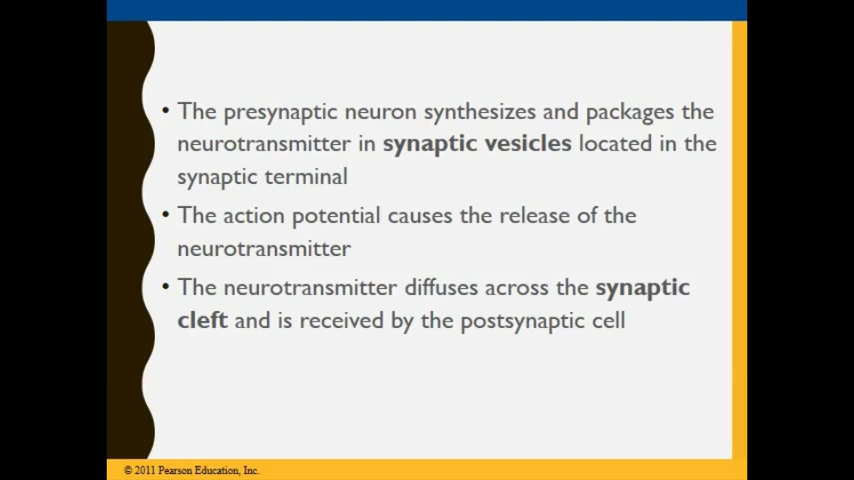 • The presynaptic neuron synthesizes and packages the
neurotransmitter in synaptic vesicles located in the
synaptic terminal
• The action potential causes the release of the
neurotransmitter
• The neurotransmitter diffuses across the synaptic
cleft and is received by the postsynaptic cell
© 2011 Pearson Education, Inc.